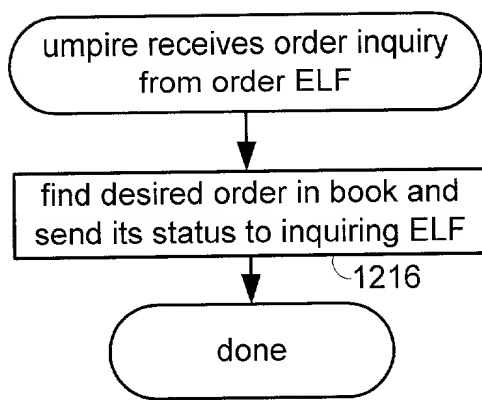 umpire receives order inquiry
from order ELF
find desired order in book and
send its status to inquiring ELF
1216
done